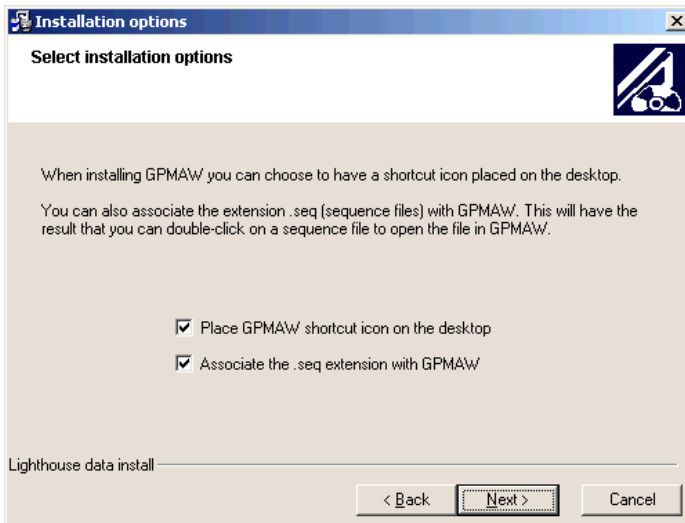 Installation options
Select installation options
When installing GPMAW you can choose to have a shortcut icon placed on the desktop.
You can also associate the extension .seq (sequence files) with GPMAW. This will have the
result that you can double-click on a sequence file to open the file in GPMAW.
Place GPMAW shortcut icon on the desktop
Associate the .seq extension with GPMAW
Lighthouse data install
< Back Next > Cancel